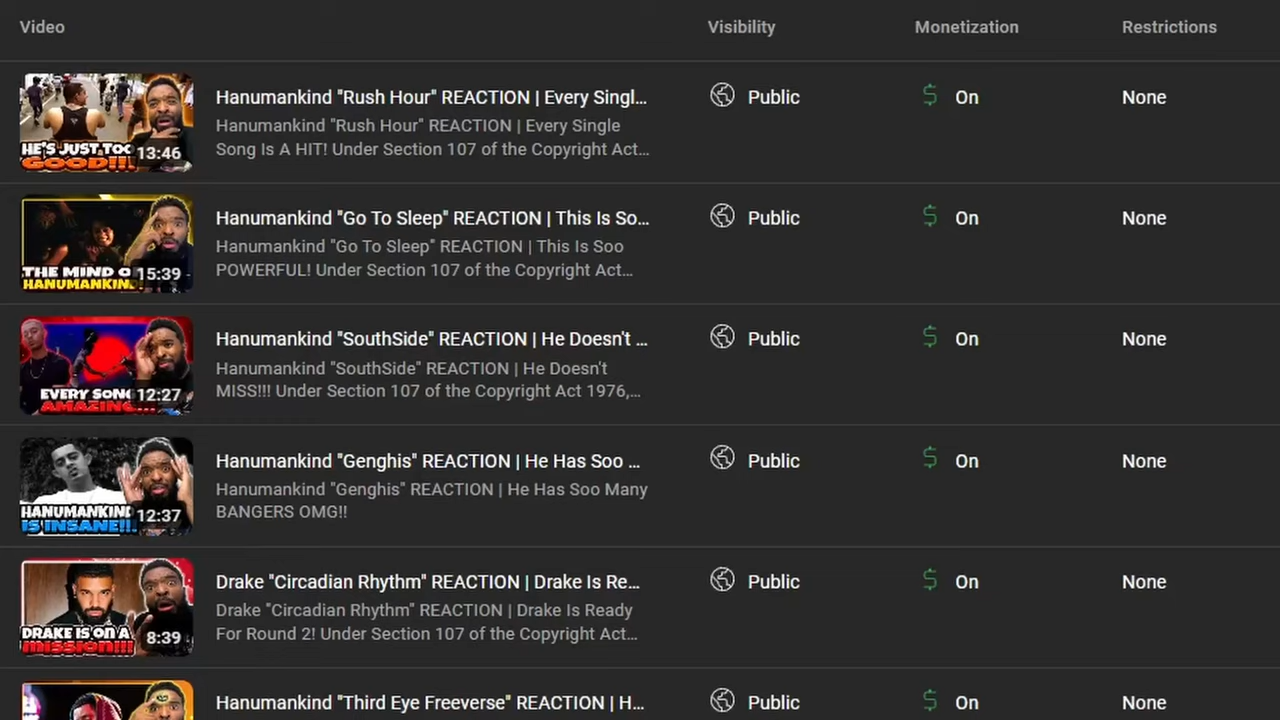 Video Visibility Monetization Restrictions
HE'S JUST TOO
GOOD!!!
13:46
Hanumankind "Rush Hour" REACTION | Every Singl...
Hanumankind "Rush Hour" REACTION | Every Single
Song Is A HIT! Under Section 107 of the Copyright Act...
Public On None
THE MIND O
HANUMANKIN
15:39
Hanumankind "Go To Sleep" REACTION | This Is So...
Hanumankind "Go To Sleep" REACTION | This Is Soo
POWERFUL! Under Section 107 of the Copyright Act...
Public On None
EVERY SONG
AMAZING...
12:27
Hanumankind "SouthSide" REACTION | He Doesn't ...
Hanumankind "SouthSide" REACTION | He Doesn't
MISS!!! Under Section 107 of the Copyright Act 1976,...
Public On None
HANUMANKIND
IS INSANE!!!
12:37
Hanumankind "Genghis" REACTION | He Has Soo ...
Hanumankind "Genghis" REACTION | He Has Soo Many
BANGERS OMG!!
Public On None
DRAKE IS ON A
MISSION!!!
8:39
Drake "Circadian Rhythm" REACTION | Drake Is Re...
Drake "Circadian Rhythm" REACTION | Drake Is Ready
For Round 2! Under Section 107 of the Copyright Act...
Public On None
Hanumankind "Third Eye Freeverse" REACTION | H...
Public On None